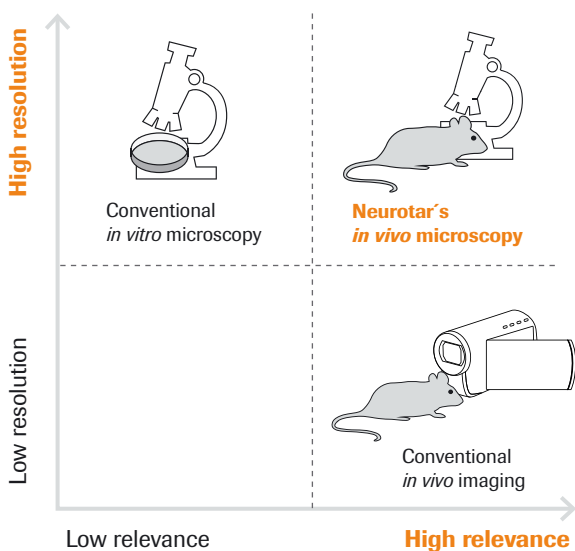 High resolution
Conventional
in vitro microscopy
Neurotar´s
in vivo microscopy
Low resolution
Conventional
in vivo imaging
Low relevance
High relevance